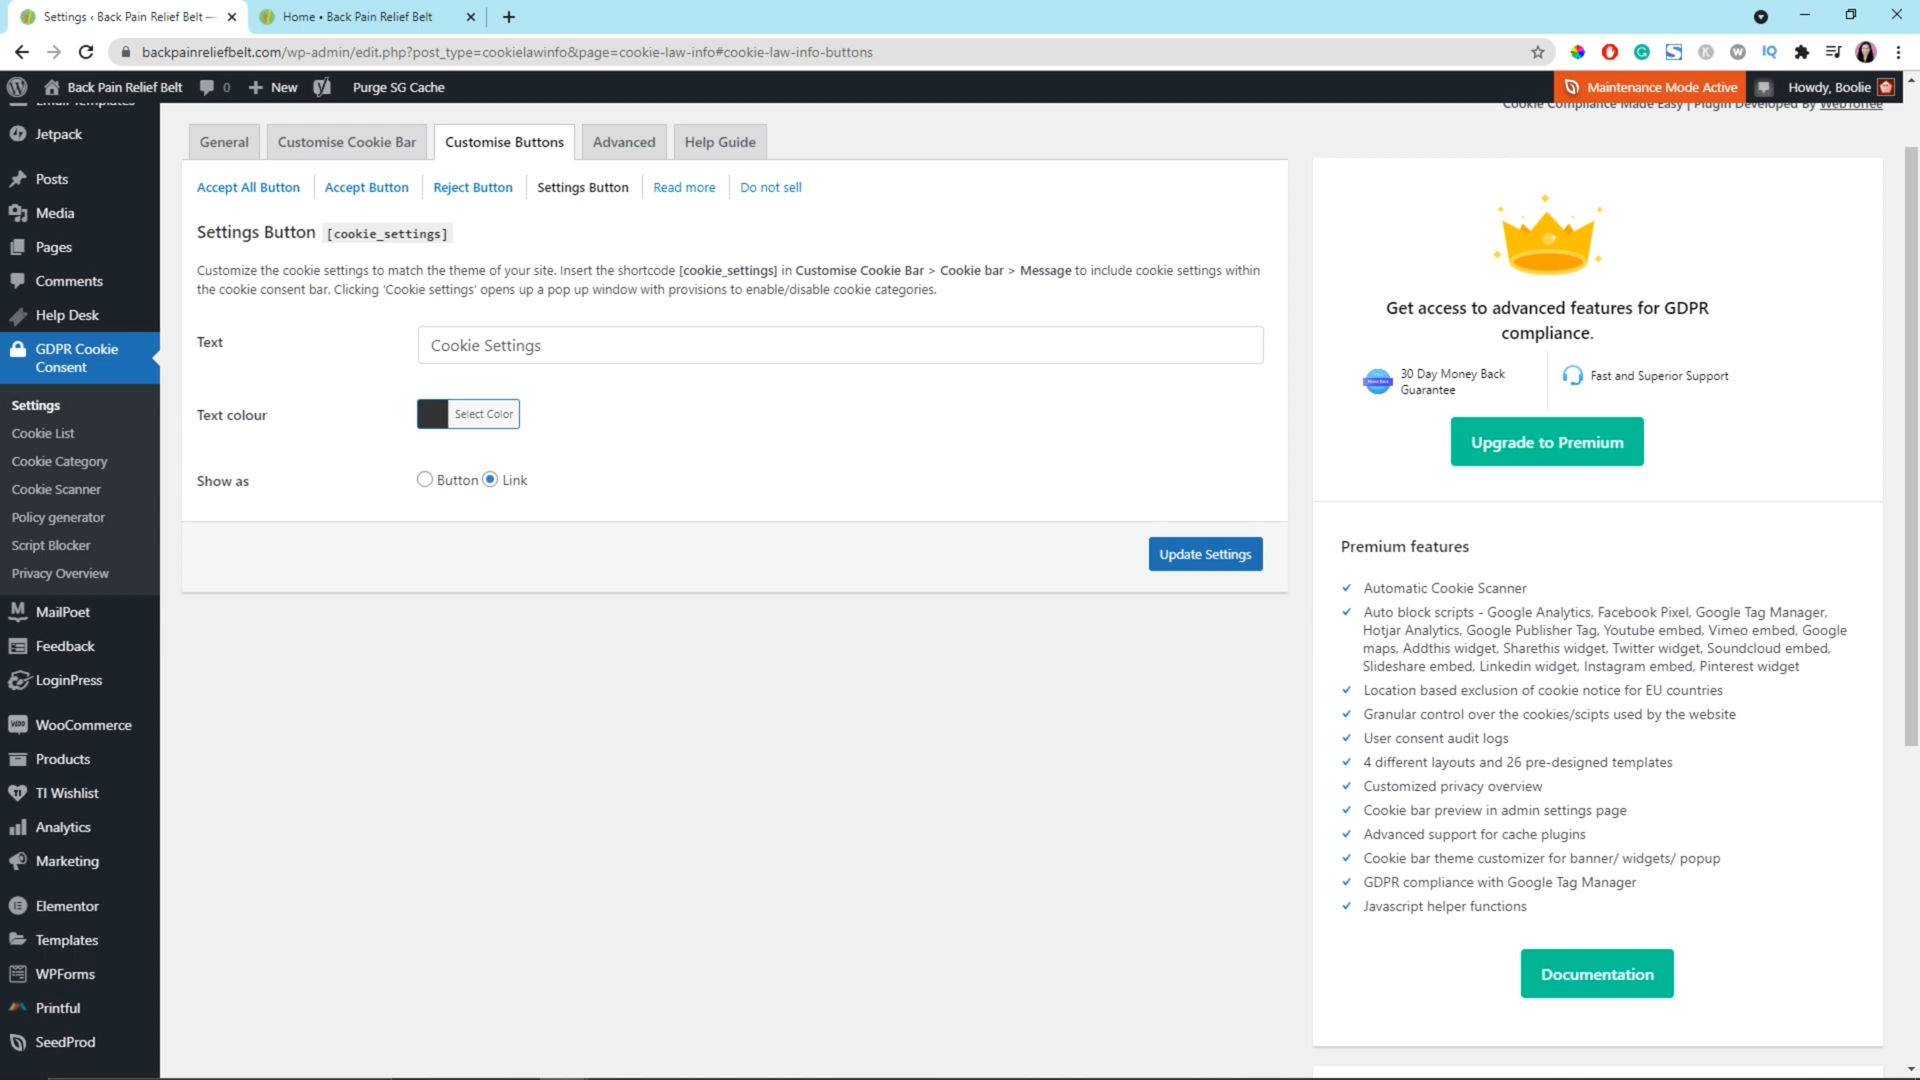 Settings ‹ Back Pain Relief Belt —
Home • Back Pain Relief Belt
backpainreliefbelt.com/wp-admin/edit.php?post_type=cookielawinfo&page=cookie-law-info#cookie-law-info-buttons
Back Pain Relief Belt
0
New
Purge SG Cache
Maintenance Mode Active
Howdy, Boolie
Email Templates
Cookie Compliance Made Easy | Plugin Developed By WebToffee
Jetpack
Posts
Media
Pages
Comments
Help Desk
GDPR Cookie
Consent
Settings
Cookie List
Cookie Category
Cookie Scanner
Policy generator
Script Blocker
Privacy Overview
MailPoet
Feedback
LoginPress
WooCommerce
Products
TI Wishlist
Analytics
Marketing
Elementor
Templates
WPForms
Printful
SeedProd
General
Customise Cookie Bar
Customise Buttons
Advanced
Help Guide
Accept All Button
Accept Button
Reject Button
Settings Button
Read more
Do not sell
Settings Button [cookie_settings]
Customize the cookie settings to match the theme of your site. Insert the shortcode [cookie_settings] in Customise Cookie Bar > Cookie bar > Message to include cookie settings within
the cookie consent bar. Clicking ‘Cookie settings’ opens up a pop up window with provisions to enable/disable cookie categories.
Text
Cookie Settings
Text colour
Select Color
Show as
Button
Link
Update Settings
Get access to advanced features for GDPR
compliance.
30 Day Money Back
Guarantee
Fast and Superior Support
Upgrade to Premium
Premium features
Automatic Cookie Scanner
Auto block scripts - Google Analytics, Facebook Pixel, Google Tag Manager,
Hotjar Analytics, Google Publisher Tag, Youtube embed, Vimeo embed, Google
maps, Addthis widget, Sharethis widget, Twitter widget, Soundcloud embed,
Slideshare embed, Linkedin widget, Instagram embed, Pinterest widget
Location based exclusion of cookie notice for EU countries
Granular control over the cookies/scipts used by the website
User consent audit logs
4 different layouts and 26 pre-designed templates
Customized privacy overview
Cookie bar preview in admin settings page
Advanced support for cache plugins
Cookie bar theme customizer for banner/ widgets/ popup
GDPR compliance with Google Tag Manager
Javascript helper functions
Documentation